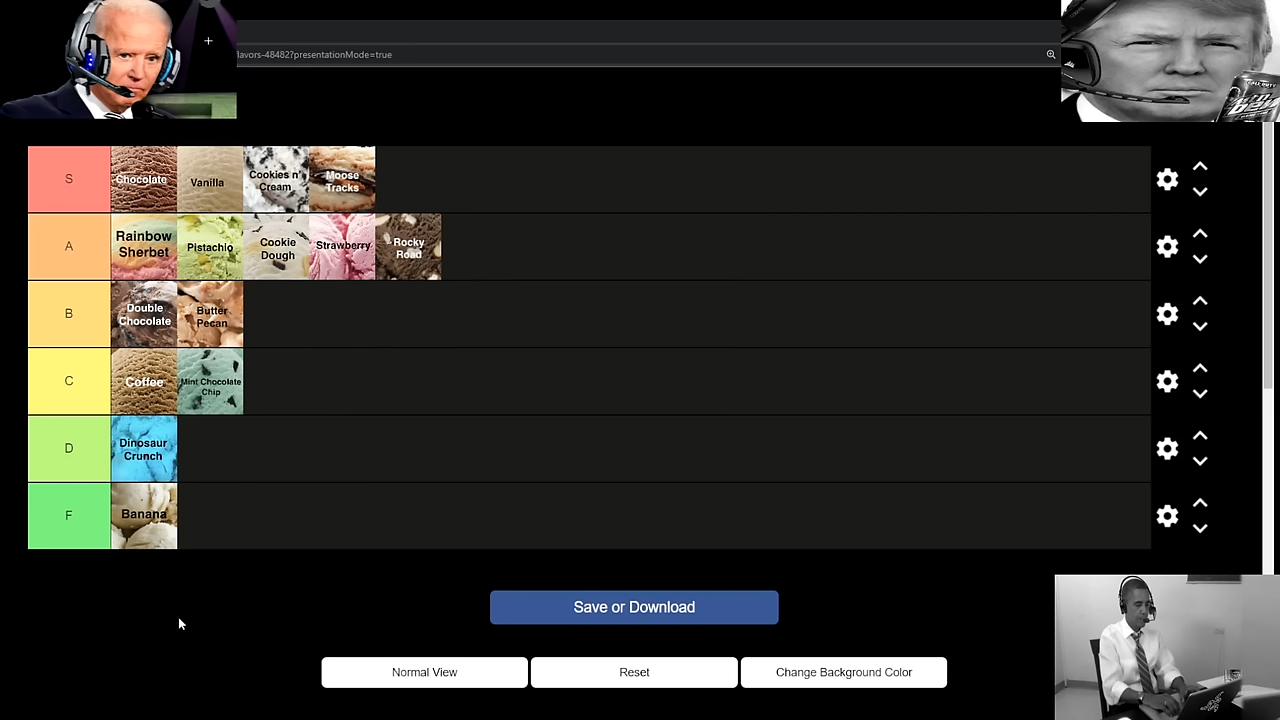 lavors-48482?presentationMode=true
S
Chocolate
Vanilla
Cookies n'
Cream
Moose
Tracks
A
Rainbow
Sherbet
Pistachio
Cookie
Dough
Strawberry
Rocky
Road
B
Double
Chocolate
Butter
Pecan
C
Coffee
Mint Chocolate
Chip
D
Dinosaur
Crunch
F
Banana
Save or Download
Normal View
Reset
Change Background Color